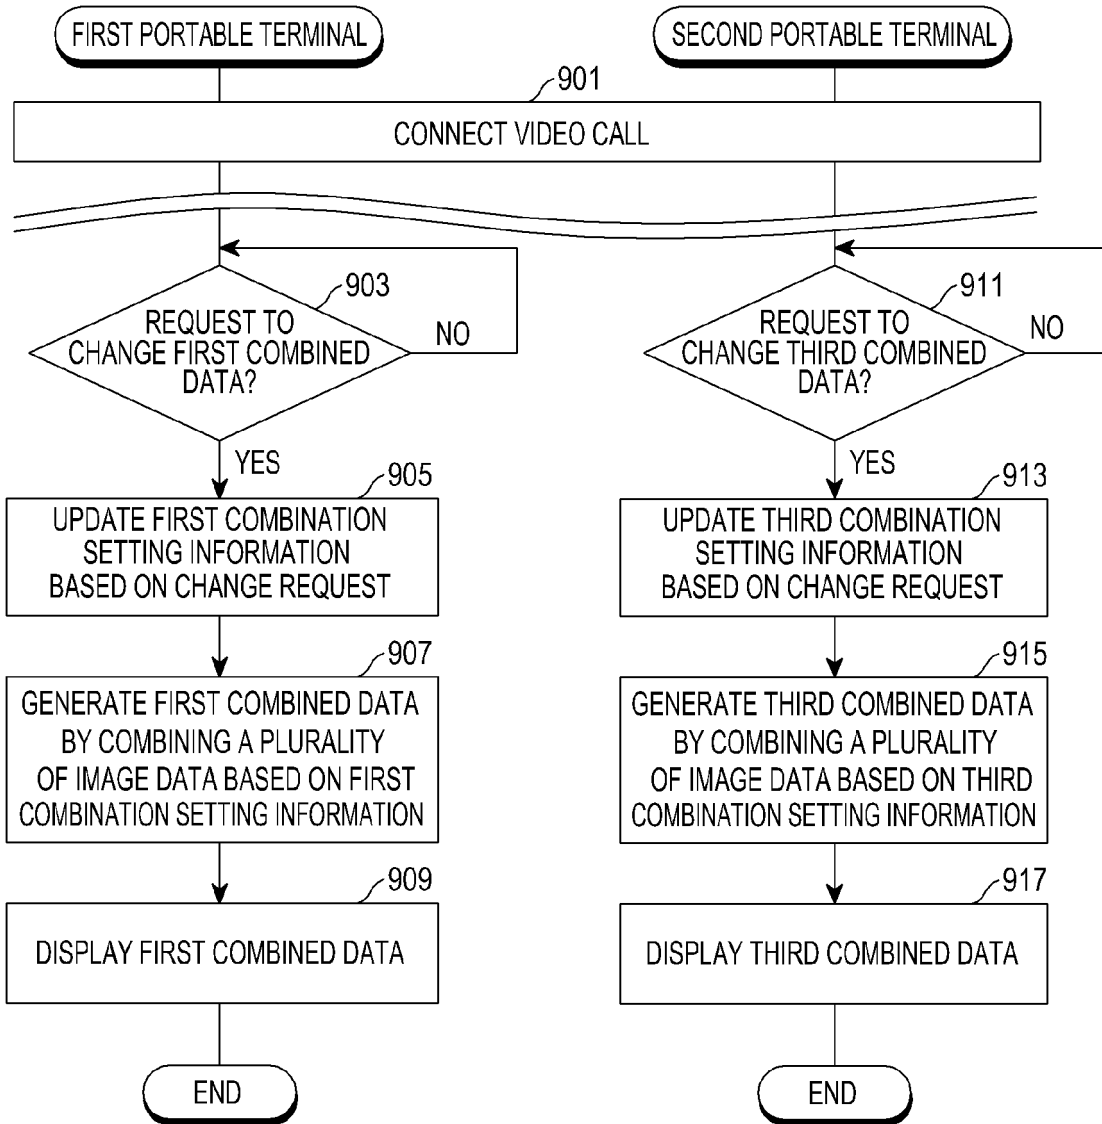 FIRST PORTABLE TERMINAL
SECOND PORTABLE TERMINAL
901
CONNECT VIDEO CALL
903
REQUEST TO
CHANGE FIRST COMBINED
DATA?
NO
YES
905
UPDATE FIRST COMBINATION
SETTING INFORMATION
BASED ON CHANGE REQUEST
907
GENERATE FIRST COMBINED DATA
BY COMBINING A PLURALITY
OF IMAGE DATA BASED ON FIRST
COMBINATION SETTING INFORMATION
909
DISPLAY FIRST COMBINED DATA
END
911
REQUEST TO
CHANGE THIRD COMBINED
DATA?
NO
YES
913
UPDATE THIRD COMBINATION
SETTING INFORMATION
BASED ON CHANGE REQUEST
915
GENERATE THIRD COMBINED DATA
BY COMBINING A PLURALITY
OF IMAGE DATA BASED ON THIRD
COMBINATION SETTING INFORMATION
917
DISPLAY THIRD COMBINED DATA
END